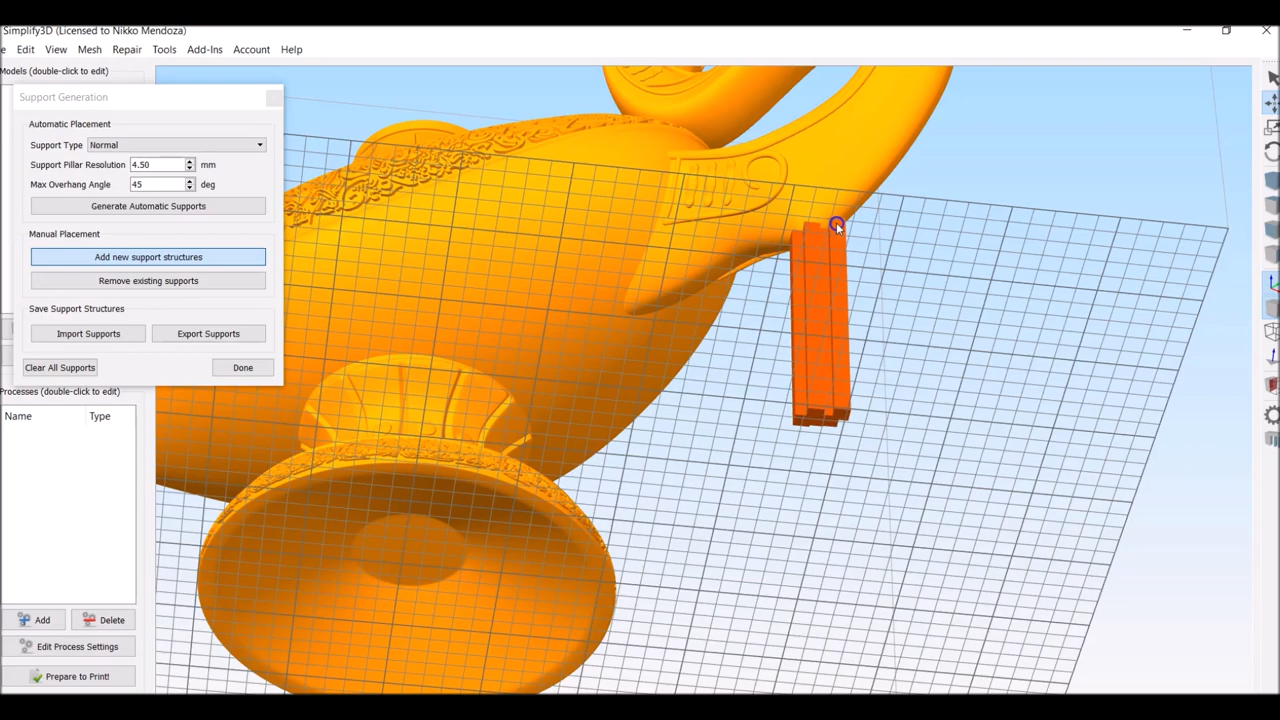 Simplify3D (Licensed to Nikko Mendoza)
e Edit View Mesh Repair Tools Add-Ins Account Help
Models (double-click to edit)
Support Generation
Automatic Placement
Support Type Normal
Support Pillar Resolution 4.50 mm
Max Overhang Angle 45 deg
Generate Automatic Supports
Manual Placement
Add new support structures
Remove existing supports
Save Support Structures
Import Supports Export Supports
Clear All Supports Done
Processes (double-click to edit)
Name Type
Add Delete
Edit Process Settings
Prepare to Print!